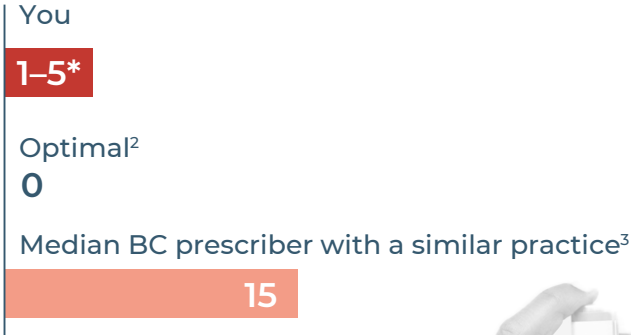 You
1–5*
Optimal²
0
Median BC prescriber with a similar practice³
15